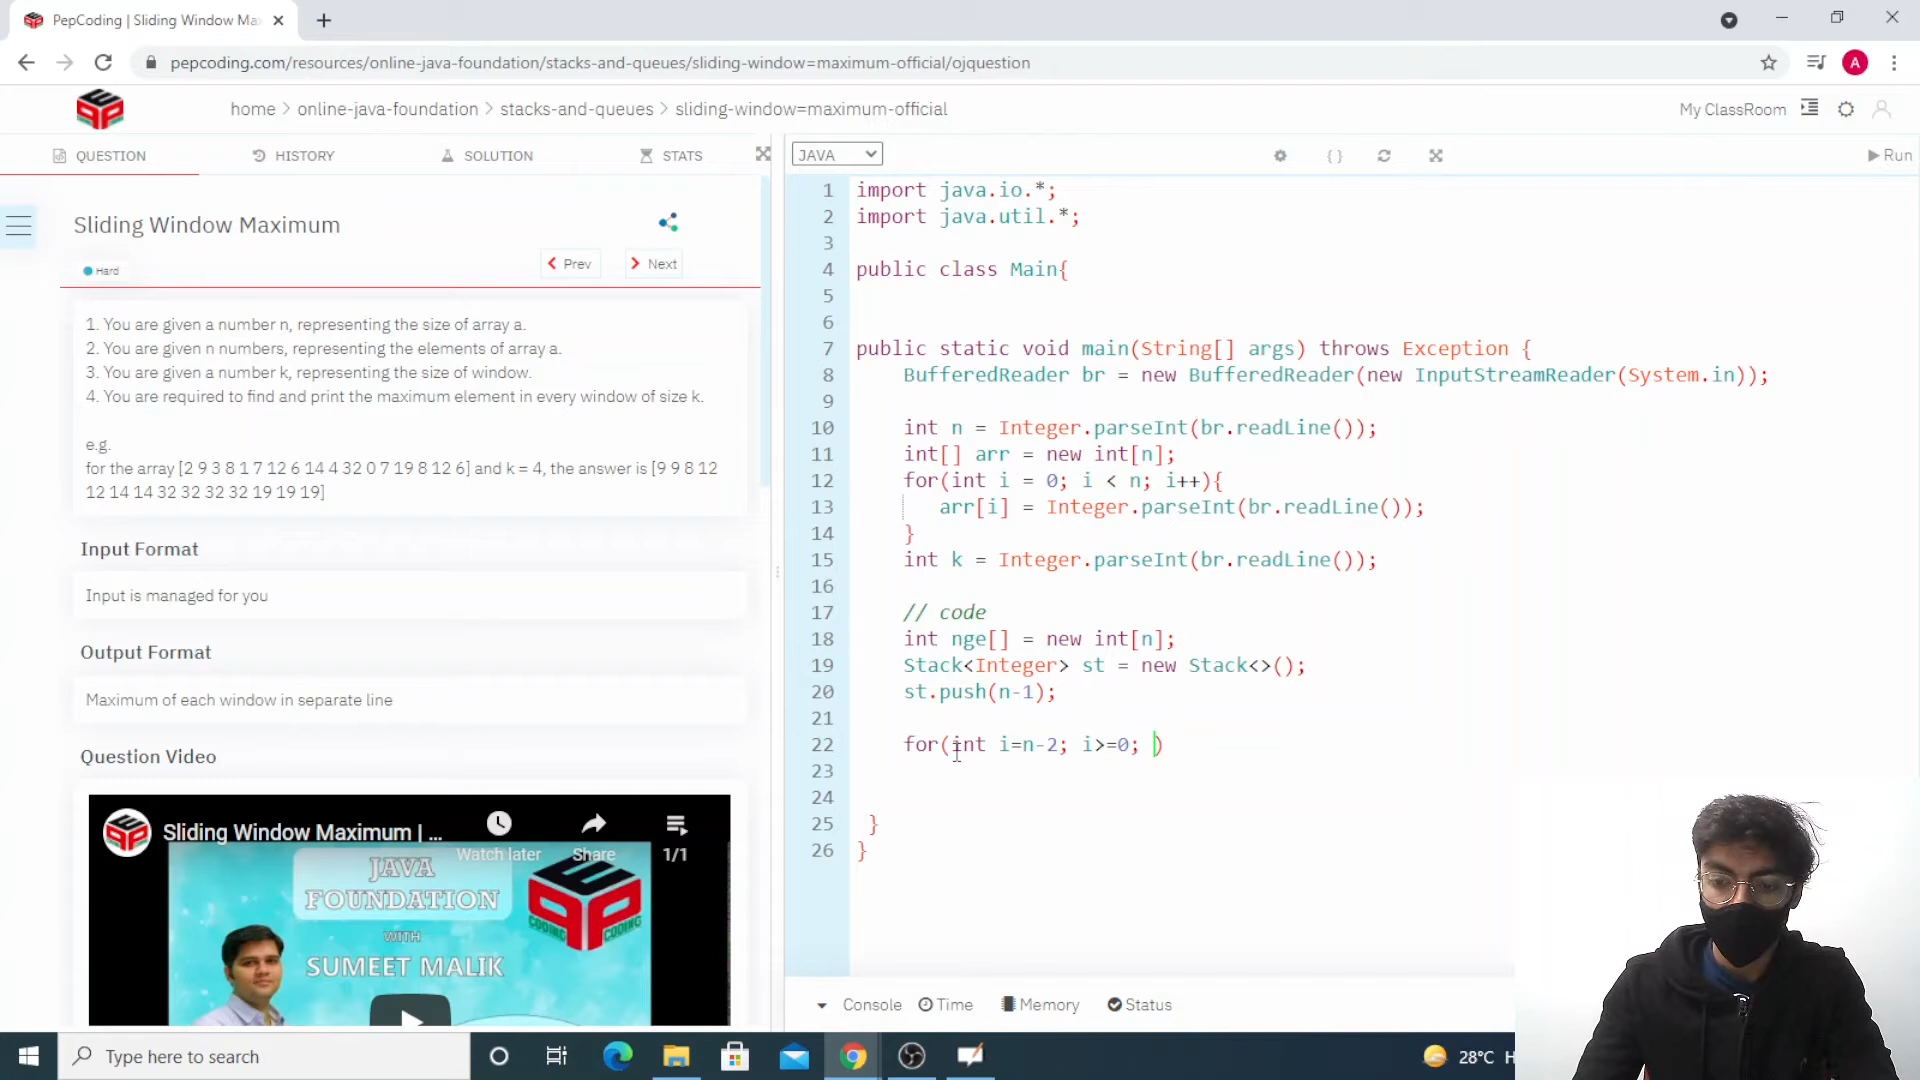 PepCoding | Sliding Window Ma
pepcoding.com/resources/online-java-foundation/stacks-and-queues/sliding-window=maximum-official/ojquestion
A
home > online-java-foundation > stacks-and-queues > sliding-window=maximum-official
My ClassRoom
QUESTION
HISTORY
SOLUTION
STATS
Sliding Window Maximum
Hard
Prev
Next
1. You are given a number n, representing the size of array a.
2. You are given n numbers, representing the elements of array a.
3. You are given a number k, representing the size of window.
4. You are required to find and print the maximum element in every window of size k.
e.g.
for the array [2 9 3 8 1 7 12 6 14 4 32 0 7 19 8 12 6] and k = 4, the answer is [9 9 8 12
12 14 14 32 32 32 32 19 19 19]
Input Format
Input is managed for you
Output Format
Maximum of each window in separate line
Question Video
Sliding Window Maximum | ...
Watch later
Share
1/1
JAVA
FOUNDATION
WITH
SUMEET MALIK
PEP
CODING
JAVA
{ }
Run
1 import java.io.*;
2 import java.util.*;
3
4 public class Main{
5
6
7 public static void main(String[] args) throws Exception {
8 BufferedReader br = new BufferedReader(new InputStreamReader(System.in));
9
10 int n = Integer.parseInt(br.readLine());
11 int[] arr = new int[n];
12 for(int i = 0; i < n; i++){
13 arr[i] = Integer.parseInt(br.readLine());
14 }
15 int k = Integer.parseInt(br.readLine());
16
17 // code
18 int nge[] = new int[n];
19 Stack<Integer> st = new Stack<>();
20 st.push(n-1);
21
22 for(int i=n-2; i>=0; )
23
24
25 }
26 }
Console
Time
Memory
Status
Type here to search
28°C H